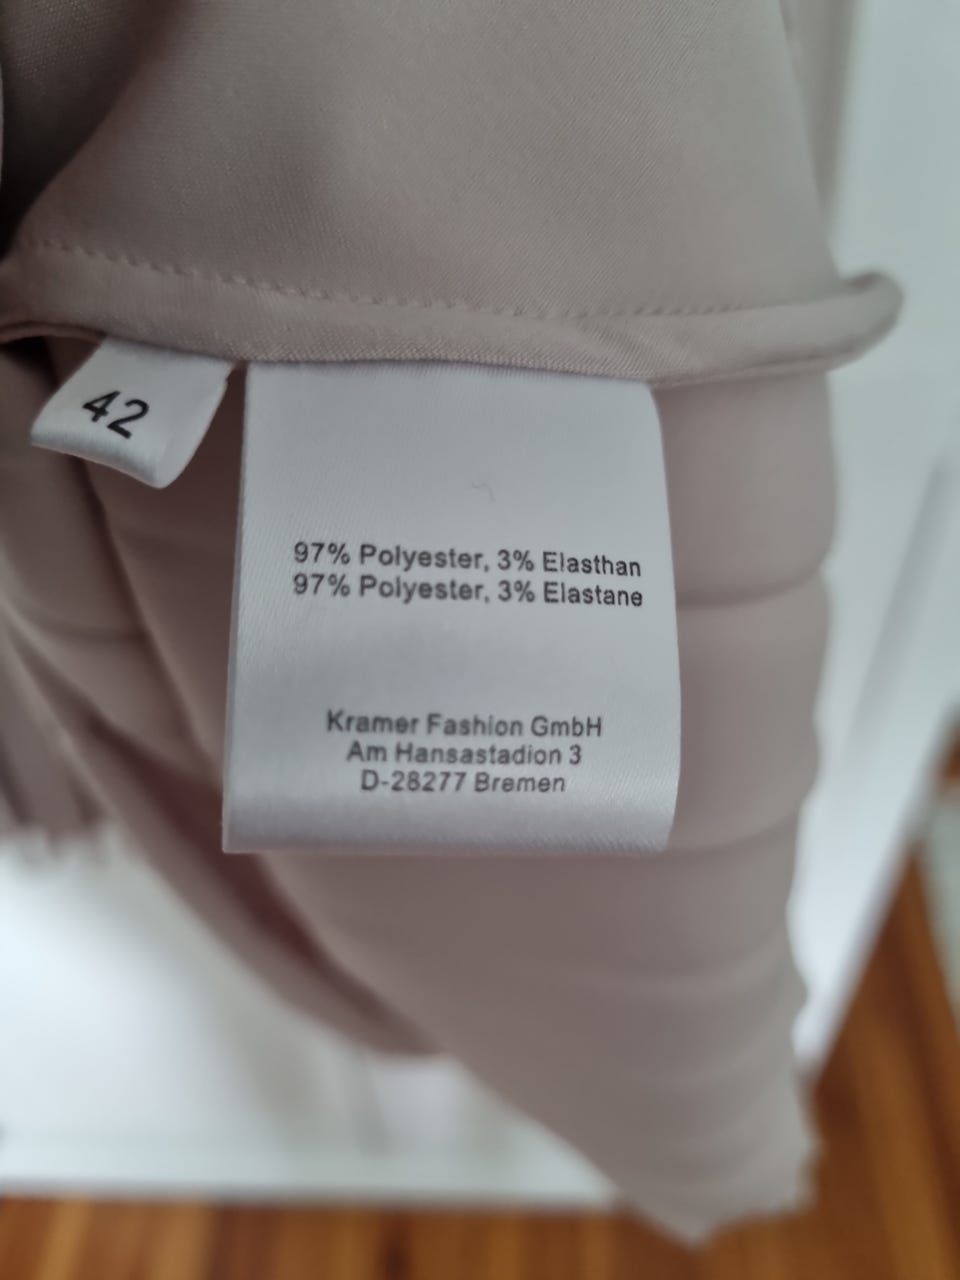 42
97% Polyester, 3% Elasthan
97% Polyester, 3% Elastane
Kramer Fashion GmbH
Am Hansastadion 3
D-28277 Bremen